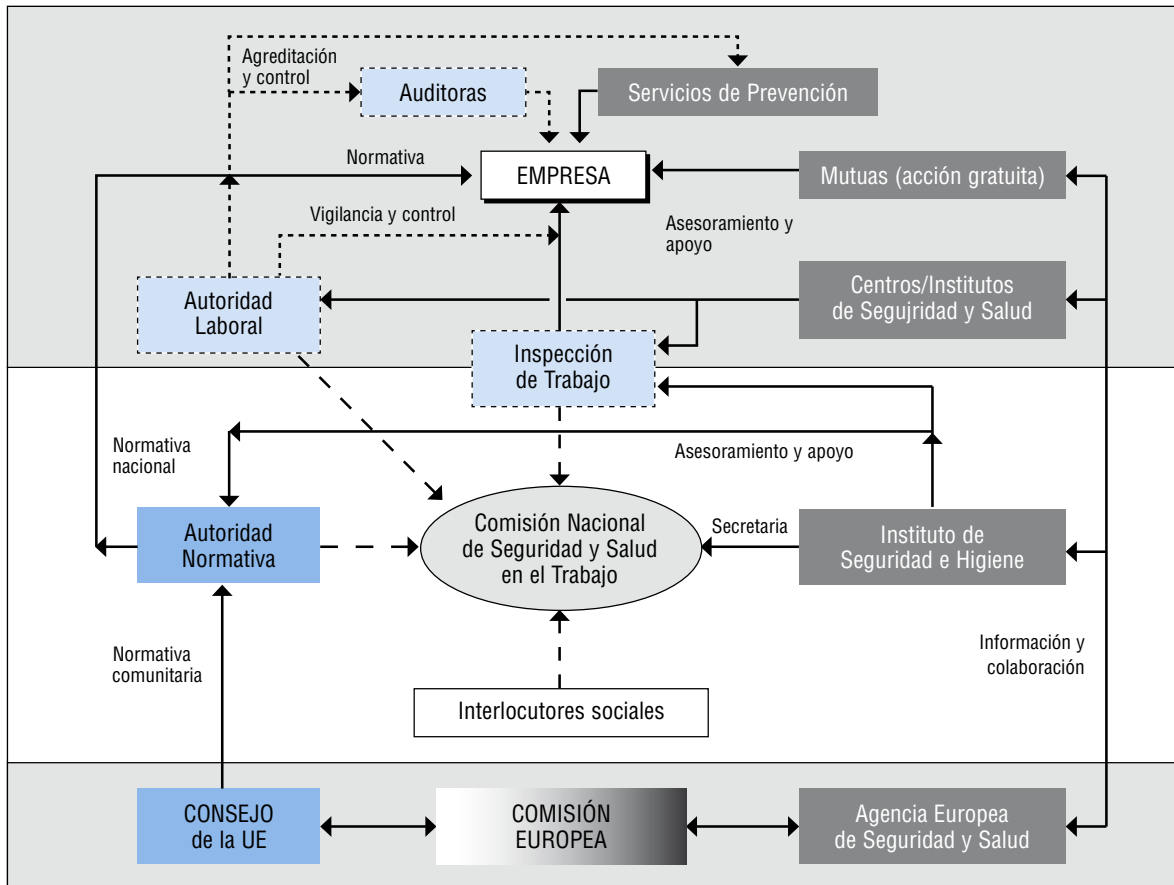 Agreditación
y control
Auditoras
Servicios de Prevención
Normativa
EMPRESA
Mutuas (acción gratuita)
Vigilancia y control
Asesoramiento y
apoyo
Autoridad
Laboral
Centros/Institutos
de Segujridad y Salud
Inspección
de Trabajo
Normativa
nacional
Asesoramiento y apoyo
Autoridad
Normativa
Comisión Nacional
de Seguridad y Salud
en el Trabajo
Secretaria
Instituto de
Seguridad e Higiene
Normativa
comunitaria
Información y
colaboración
Interlocutores sociales
CONSEJO
de la UE
COMISIÓN
EUROPEA
Agencia Europea
de Seguridad y Salud